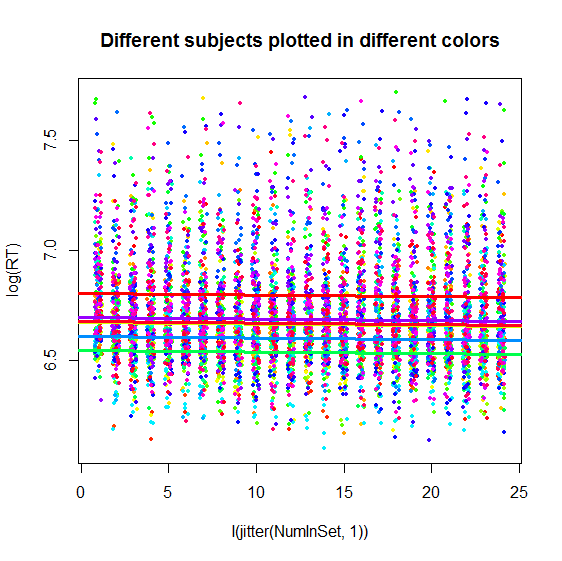 Different subjects plotted in different colors
7.5
7.0
6.5
log(RT)
0 5 10 15 20 25
I(jitter(NumInSet, 1))